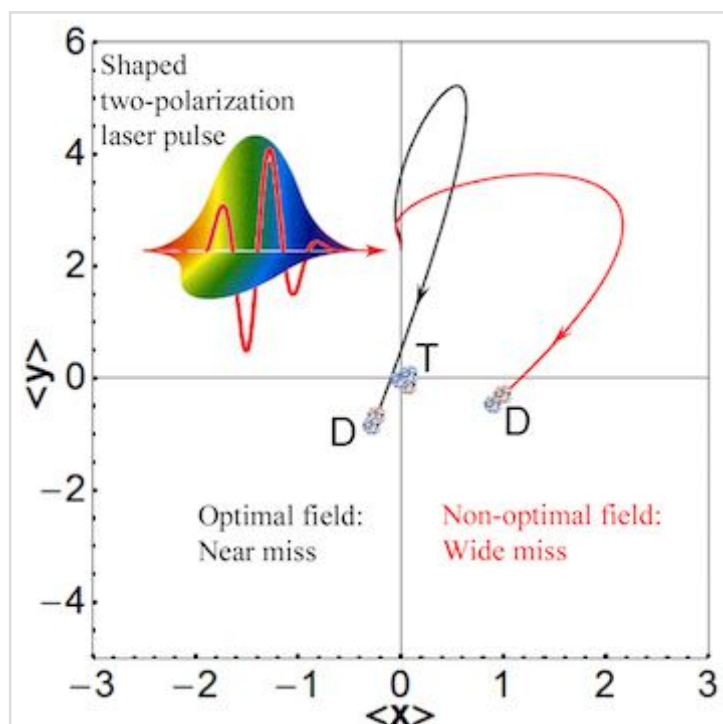 6
Shaped
two-polarization
laser pulse
4
2
T
0
<y>
D
D
−2
Optimal field:
Near miss
Non-optimal field:
Wide miss
−4
−3 −2 −1 0 1 2 3
<x>